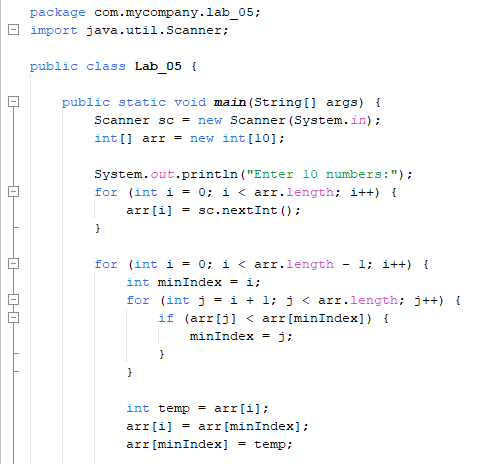 package com.mycompany.lab_05;
import java.util.Scanner;
public class Lab_05 {
public static void main(String[] args) {
Scanner sc = new Scanner(System.in);
int[] arr = new int[10];
System.out.println("Enter 10 numbers:");
for (int i = 0; i < arr.length; i++) {
arr[i] = sc.nextInt();
}
for (int i = 0; i < arr.length - 1; i++) {
int minIndex = i;
for (int j = i + 1; j < arr.length; j++) {
if (arr[j] < arr[minIndex]) {
minIndex = j;
}
}
int temp = arr[i];
arr[i] = arr[minIndex];
arr[minIndex] = temp;